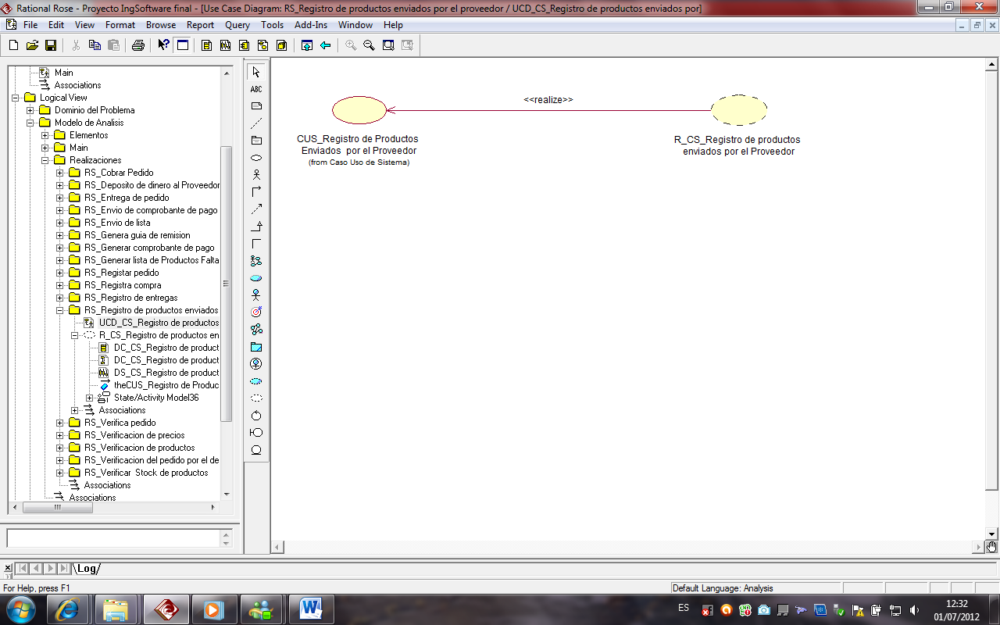 Rational Rose - Proyecto IngSoftware final - [Use Case Diagram: RS_Registro de productos enviados por el proveedor / UCD_CS_Registro de productos enviados por]
File Edit View Format Browse Report Query Tools Add-Ins Window Help
Main
Associations
Logical View
Dominio del Problema
Modelo de Analisis
Elementos
Main
Realizaciones
RS_Cobrar Pedido
RS_Deposito de dinero al Proveedor
RS_Entrega de pedido
RS_Envio de comprobante de pago
RS_Envio de lista
RS_Genera guia de remision
RS_Generar comprobante de pago
RS_Generar lista de Productos Falta
RS_Registar pedido
RS_Registra compra
RS_Registro de entregas
RS_Registro de productos enviados
UCD_CS_Registro de productos
R_CS_Registro de productos en
DC_CS_Registro de product
DC_CS_Registro de product
DS_CS_Registro de product
theCUS_Registro de Produc
State/Activity Model36
Associations
RS_Verifica pedido
RS_Verificacion de precios
RS_Verificacion de productos
RS_Verificacion del pedido por el de
RS_Verificar Stock de productos
Associations
Associations
ABC
<<realize>>
CUS_Registro de Productos
Enviados por el Proveedor
(from Caso Uso de Sistema)
R_CS_Registro de productos
enviados por el Proveedor
Log
For Help, press F1
Default Language: Analysis
ES
12:32
01/07/2012